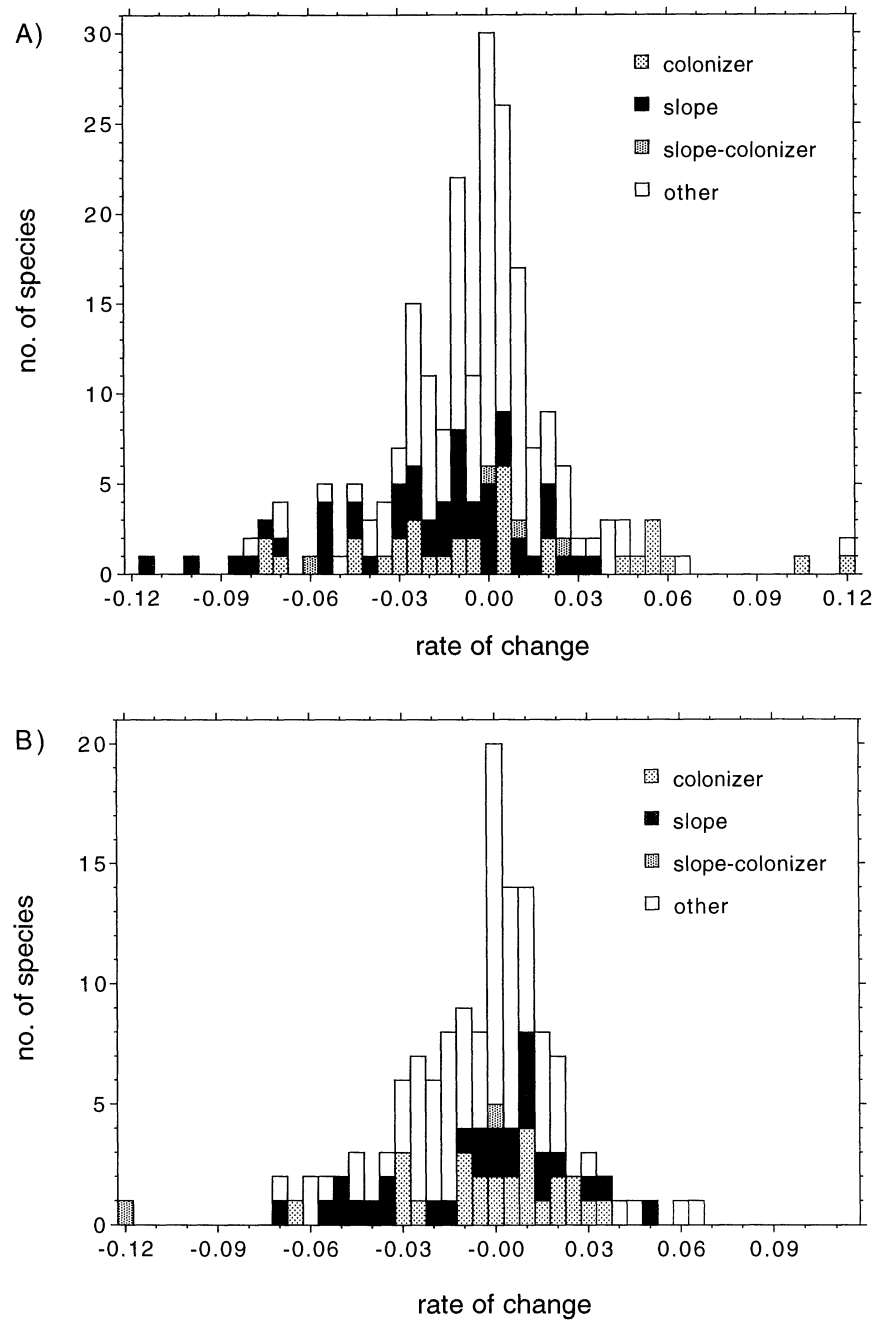 A)
30
25
20
15
10
5
0
no. of species
colonizer
slope
slope-colonizer
other
-0.12 -0.09 -0.06 -0.03 0.00 0.03 0.06 0.09 0.12
rate of change
B)
20
15
10
5
0
no. of species
colonizer
slope
slope-colonizer
other
-0.12 -0.09 -0.06 -0.03 -0.00 0.03 0.06 0.09
rate of change